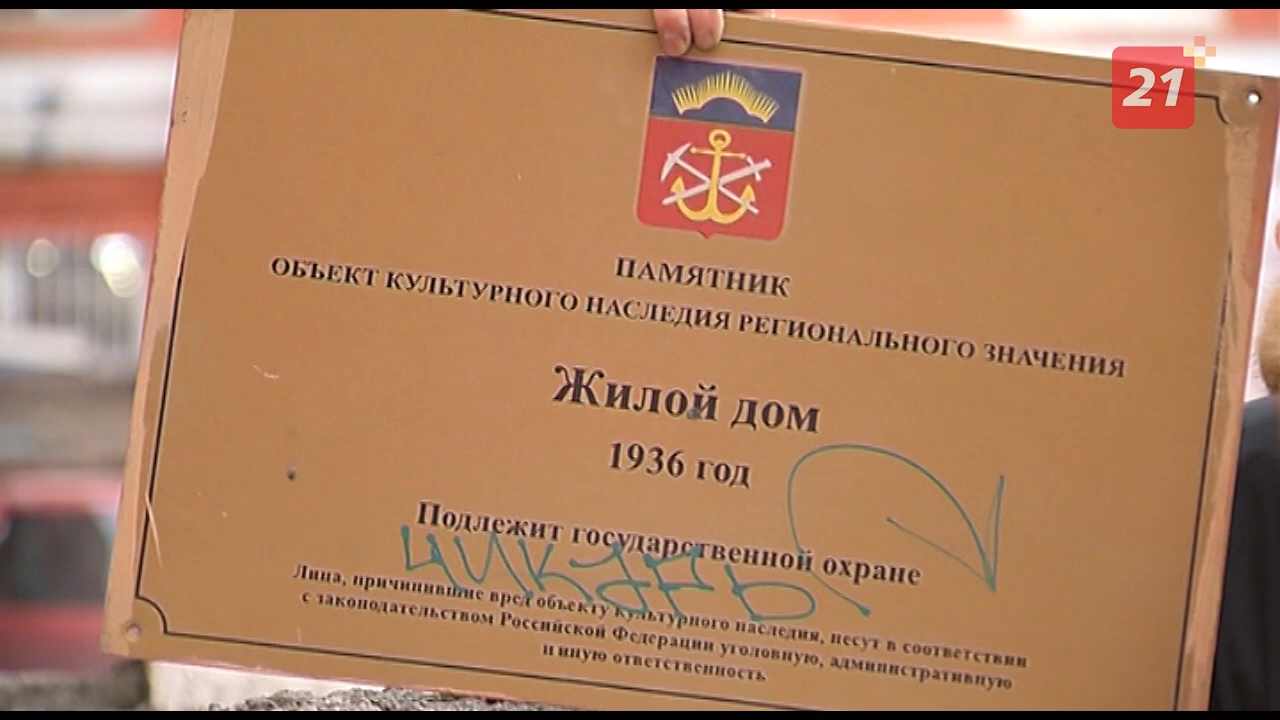 21
ПАМЯТНИК
ОБЪЕКТ КУЛЬТУРНОГО НАСЛЕДИЯ РЕГИОНАЛЬНОГО ЗНАЧЕНИЯ
Жилой дом
1936 год
Подлежит государственной охране
Лица, причинившие вред объекту культурного наследия, несут в соответствии
с законодательством Российской Федерации уголовную, административную
и иную ответственность